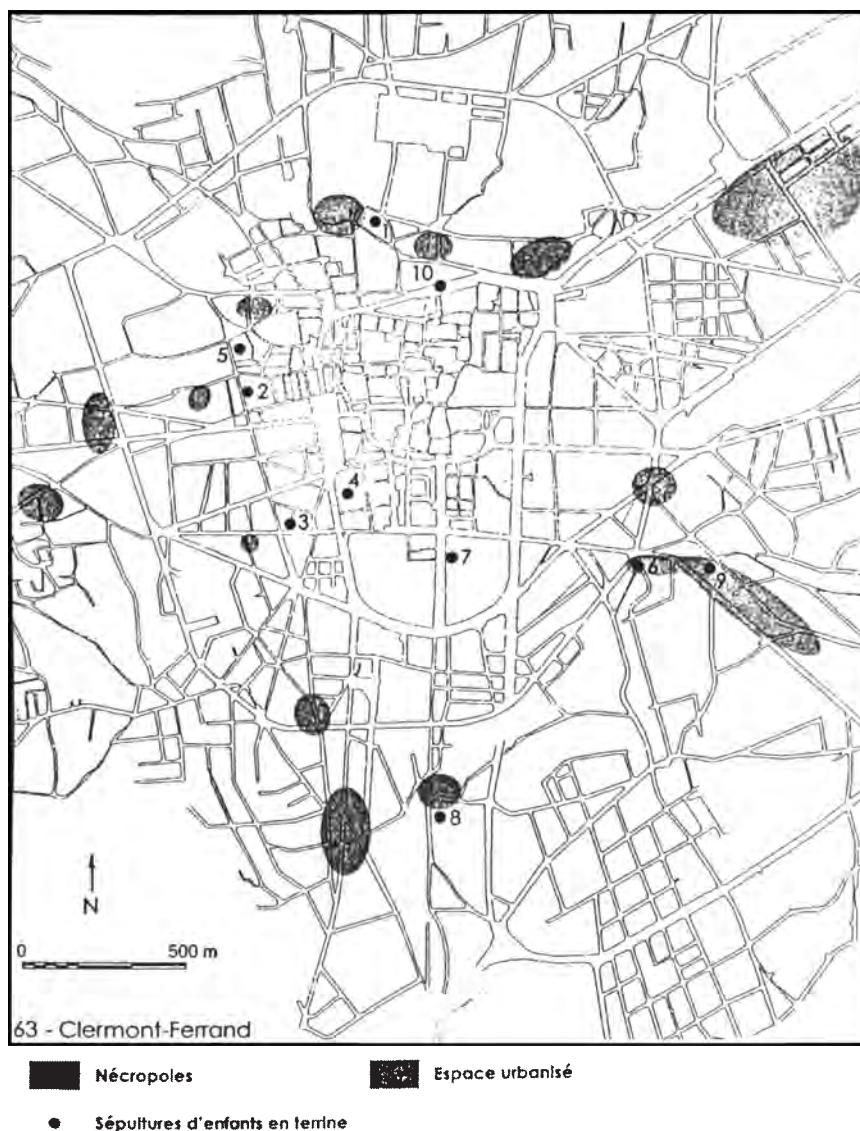 10
5
2
4
3
7
6
9
8
N
0 500 m
63 - Clermont-Ferrand
Nécropoles Espace urbanisé
Sépultures d'enfants en terrine